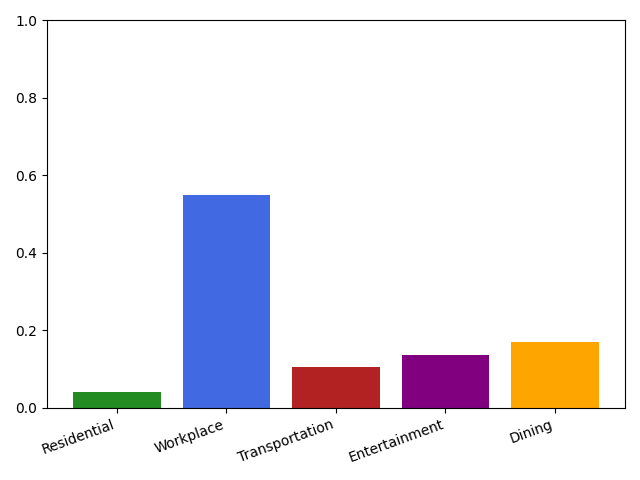 1.0
0.8
0.6
0.4
0.2
0.0
Residential
Workplace
Transportation
Entertainment
Dining